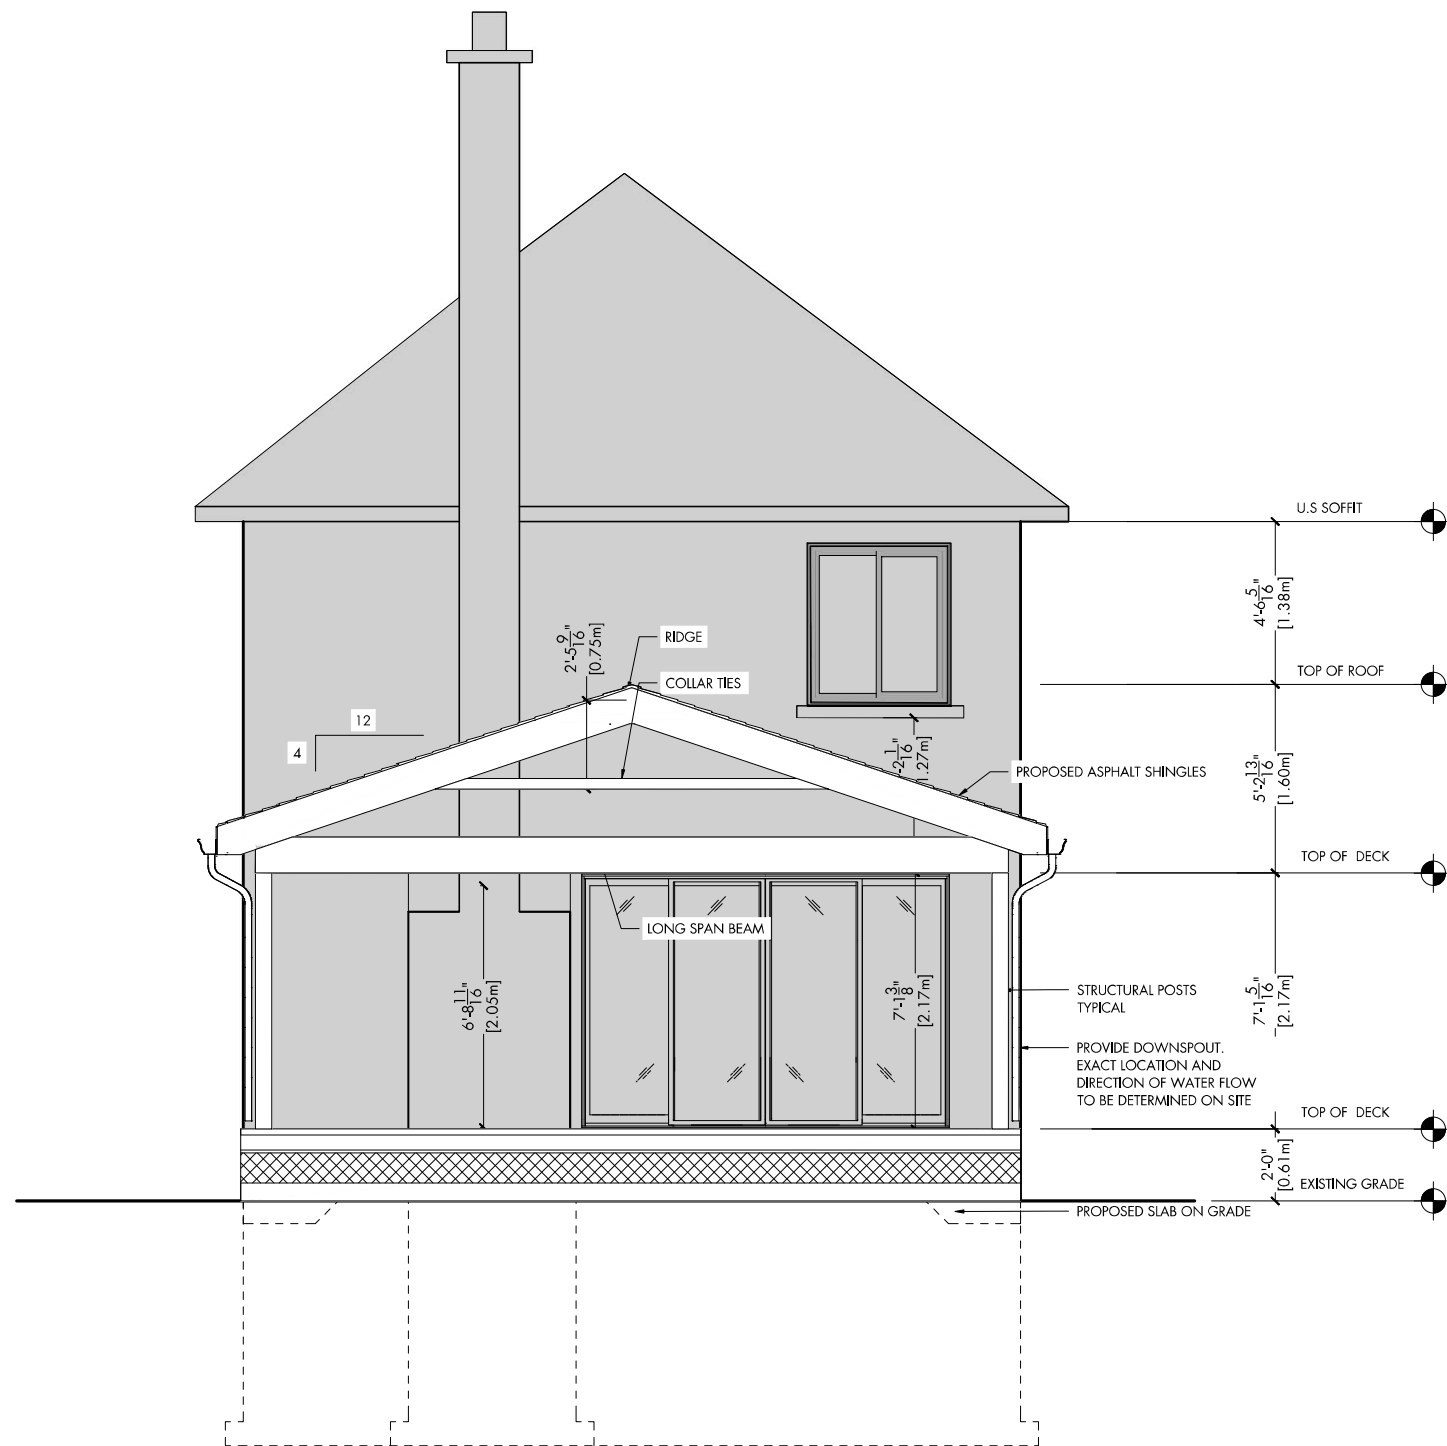 U.S SOFFIT
4'-6 5/16"
[1.38m]
2'-5 9/16"
[0.75m]
RIDGE
TOP OF ROOF
COLLAR TIES
12
4
-2 1/16"
1.27m]
PROPOSED ASPHALT SHINGLES
5'-2 13/16"
[1.60m]
TOP OF DECK
LONG SPAN BEAM
6'-8 11/16"
[2.05m]
7'-1 3/8"
[2.17m]
STRUCTURAL POSTS
TYPICAL
7'-1 5/16"
[2.17m]
PROVIDE DOWNSPOUT.
EXACT LOCATION AND
DIRECTION OF WATER FLOW
TO BE DETERMINED ON SITE
TOP OF DECK
2'-0"
[0.61m]
EXISTING GRADE
PROPOSED SLAB ON GRADE